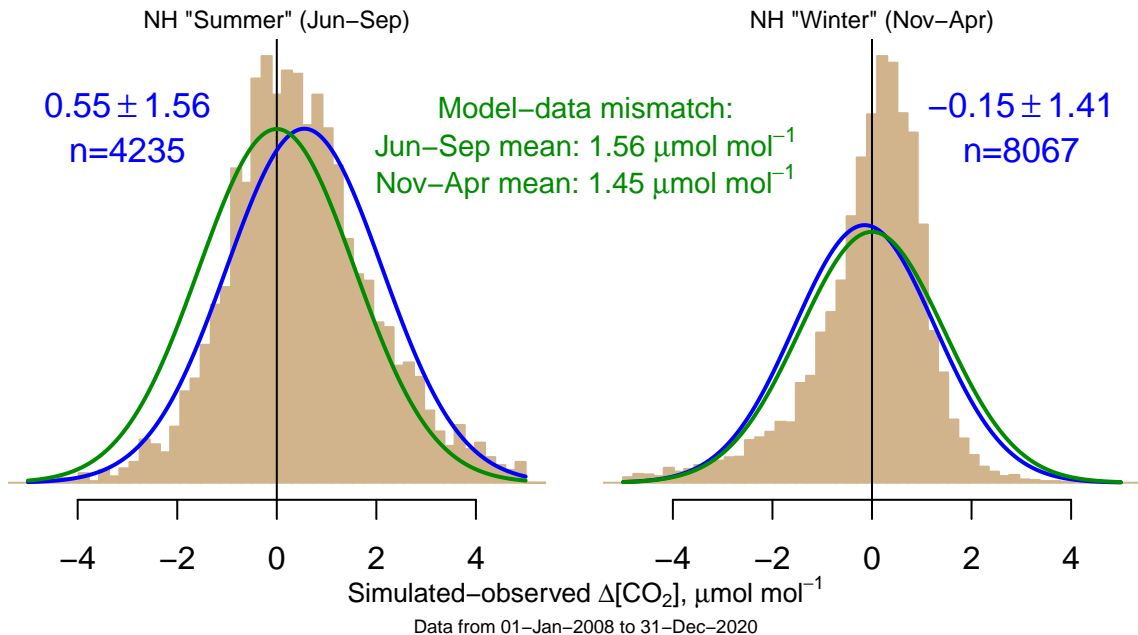 NH "Summer" (Jun−Sep)
NH "Winter" (Nov−Apr)
0.55 ± 1.56
n=4235
Model−data mismatch:
Jun−Sep mean: 1.56 μmol mol⁻¹
Nov−Apr mean: 1.45 μmol mol⁻¹
−0.15 ± 1.41
n=8067
−4 −2 0 2 4
−4 −2 0 2 4
Simulated−observed Δ[CO₂], μmol mol⁻¹
Data from 01−Jan−2008 to 31−Dec−2020